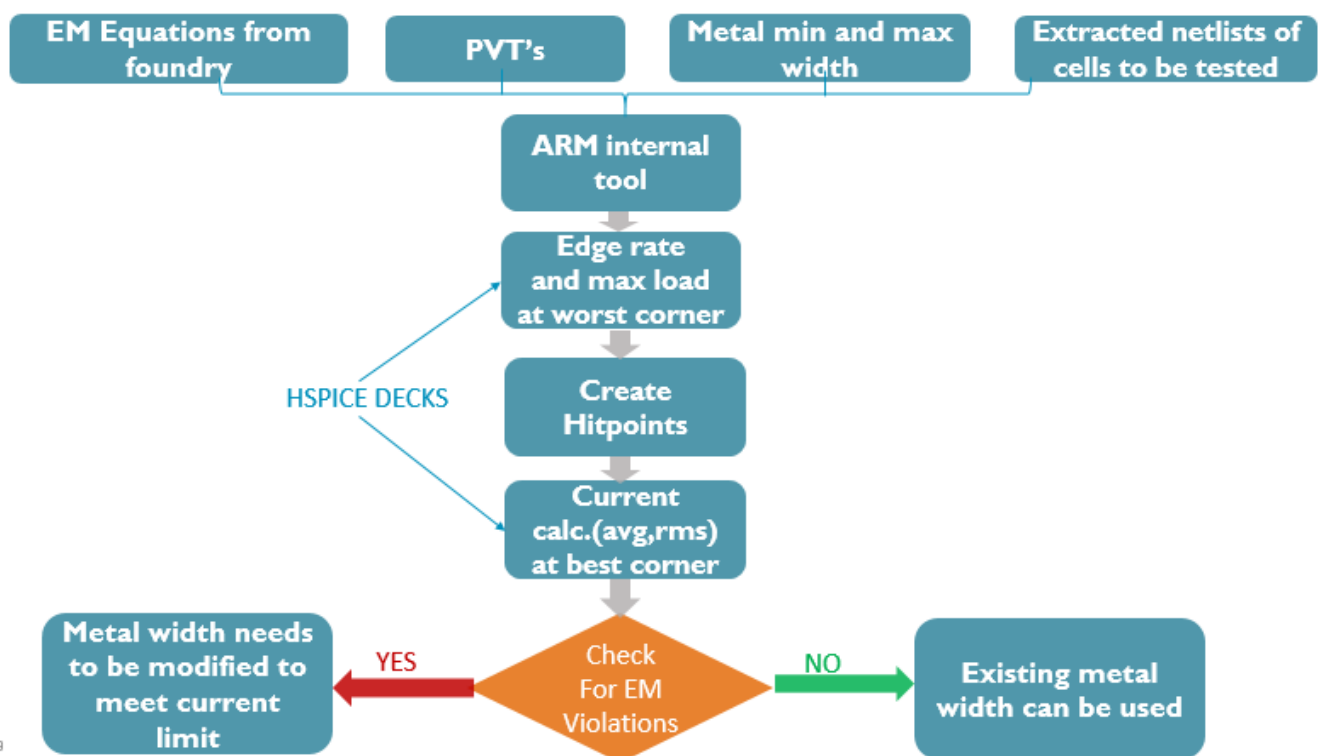 EM Equations from
foundry
PVT's
Metal min and max
width
Extracted netlists of
cells to be tested
ARM internal
tool
Edge rate
and max load
at worst corner
HSPICE DECKS
Create
Hitpoints
Current
calc.(avg,rms)
at best corner
Metal width needs
to be modified to
meet current
limit
YES
Check
For EM
Violations
NO
Existing metal
width can be used
9